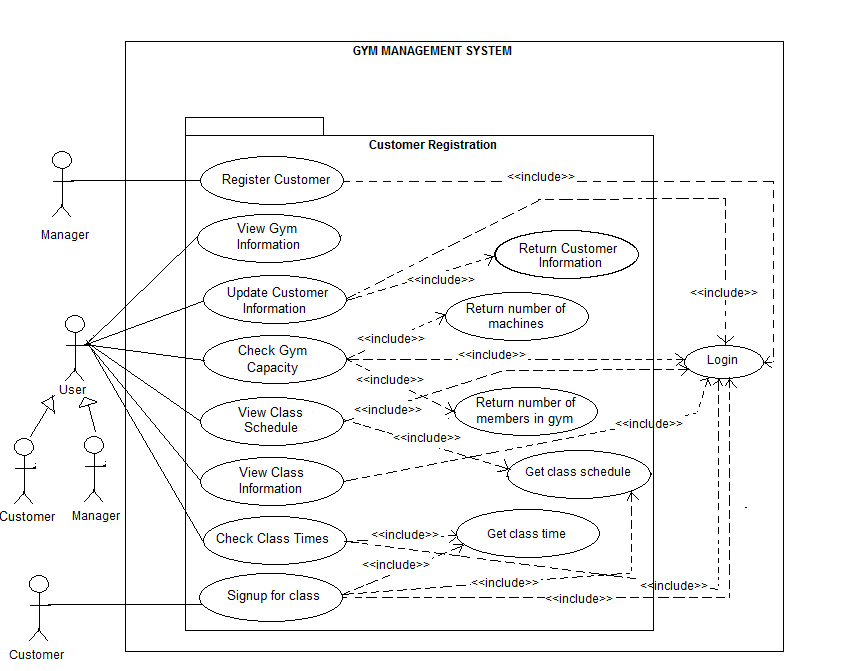 GYM MANAGEMENT SYSTEM
Customer Registration
Register Customer
<<include>>
Manager
View Gym
Information
Return Customer
Information
<<include>>
<<include>>
Update Customer
Information
Return number of
machines
User
Check Gym
Capacity
<<include>>
<<include>>
<<include>>
Login
View Class
Schedule
<<include>>
<<include>>
Return number of
members in gym
<<include>>
View Class
Information
Get class schedule
Customer
Manager
Check Class Times
<<include>>
Get class time
<<include>>
Signup for class
<<include>>
<<include>>
<<include>>
Customer